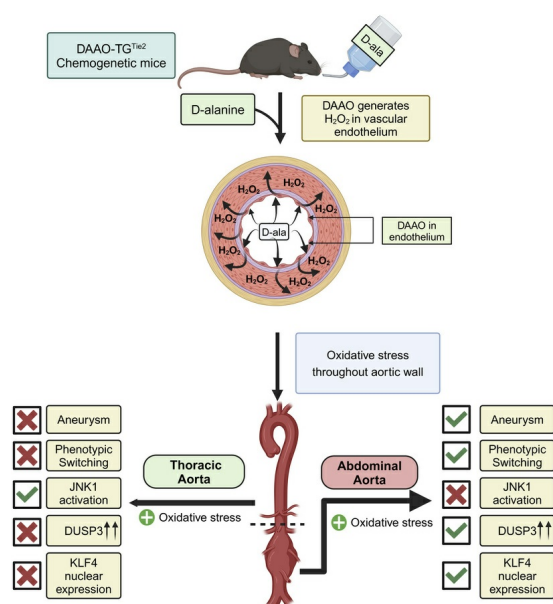 DAAO-TG^Tie2
Chemogenetic mice
D-ala
D-alanine
DAAO generates
H₂O₂ in vascular
endothelium
H₂O₂
H₂O₂
H₂O₂
H₂O₂
H₂O₂
H₂O₂
H₂O₂
H₂O₂
H₂O₂
H₂O₂
D-ala
DAAO in
endothelium
Oxidative stress
throughout aortic wall
Thoracic
Aorta
+ Oxidative stress
Aneurysm
Phenotypic
Switching
JNK1
activation
DUSP3↑↑
KLF4
nuclear
expression
Abdominal
Aorta
+ Oxidative stress
Aneurysm
Phenotypic
Switching
JNK1
activation
DUSP3↑↑
KLF4
nuclear
expression